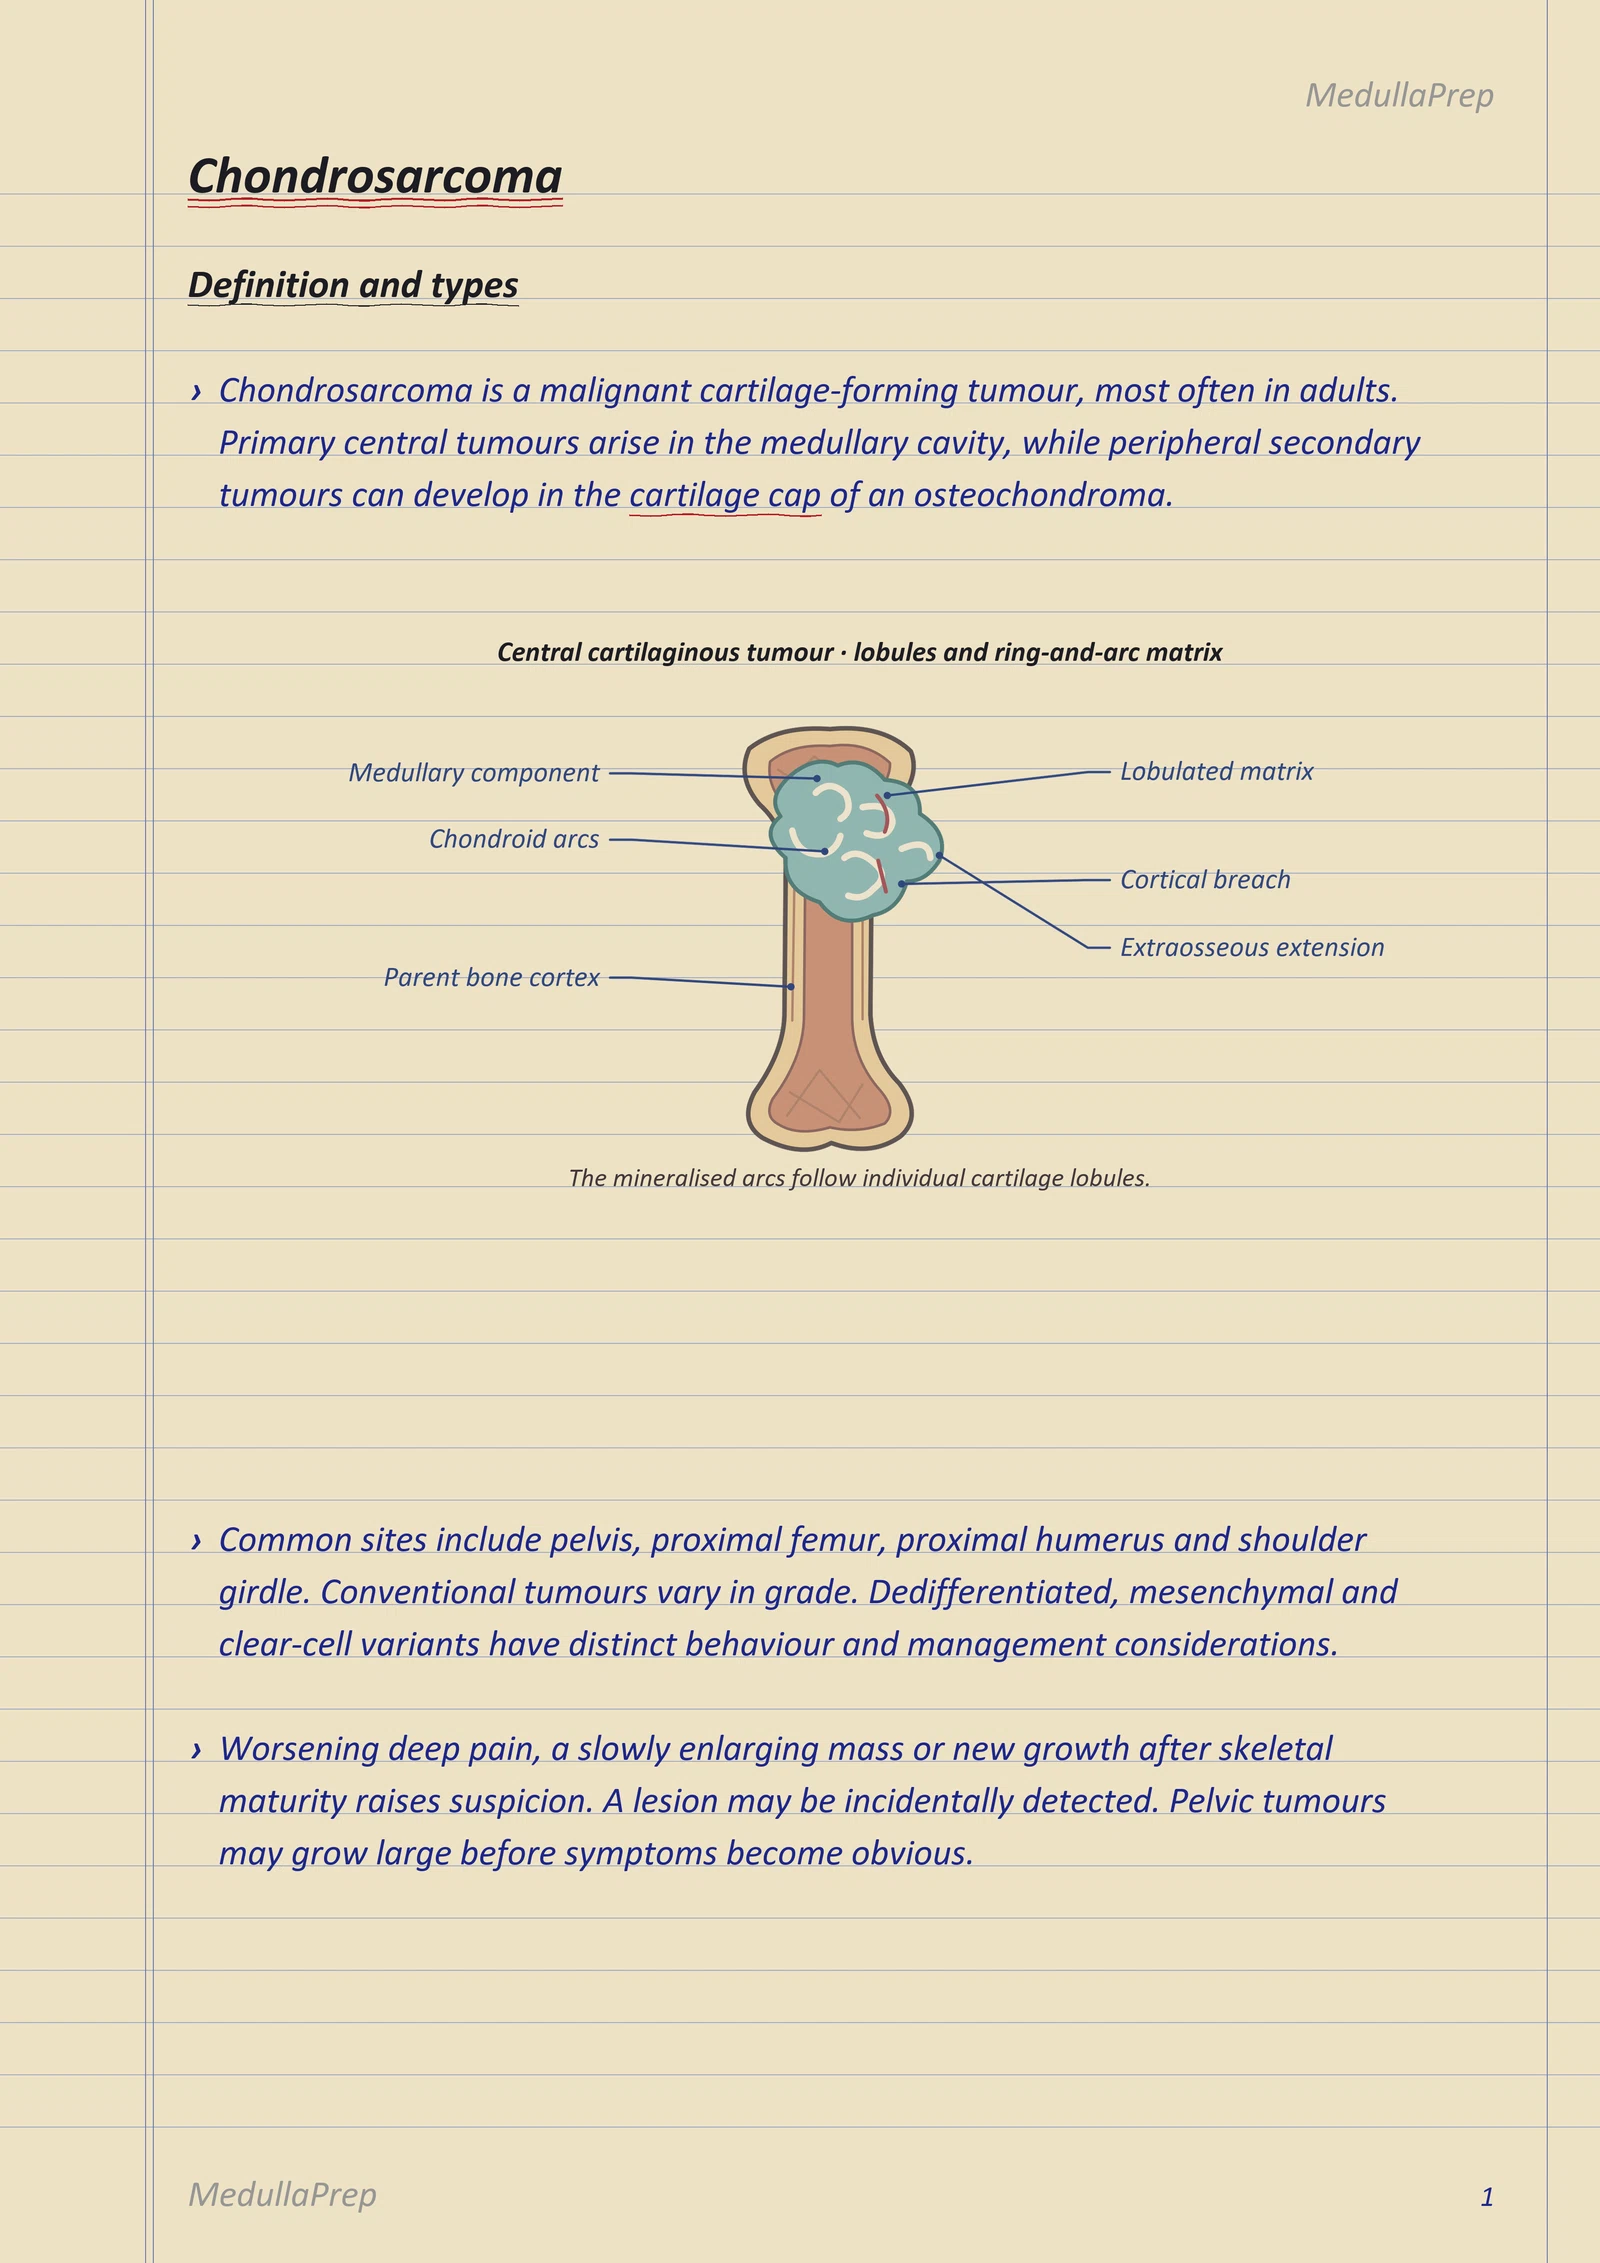 MedullaPrep
Chondrosarcoma
Definition and types
› Chondrosarcoma is a malignant cartilage-forming tumour, most often in adults.
Primary central tumours arise in the medullary cavity, while peripheral secondary
tumours can develop in the cartilage cap of an osteochondroma.
Central cartilaginous tumour · lobules and ring-and-arc matrix
Medullary component
Lobulated matrix
Chondroid arcs
Cortical breach
Extraosseous extension
Parent bone cortex
The mineralised arcs follow individual cartilage lobules.
› Common sites include pelvis, proximal femur, proximal humerus and shoulder
girdle. Conventional tumours vary in grade. Dedifferentiated, mesenchymal and
clear-cell variants have distinct behaviour and management considerations.
› Worsening deep pain, a slowly enlarging mass or new growth after skeletal
maturity raises suspicion. A lesion may be incidentally detected. Pelvic tumours
may grow large before symptoms become obvious.
MedullaPrep
1